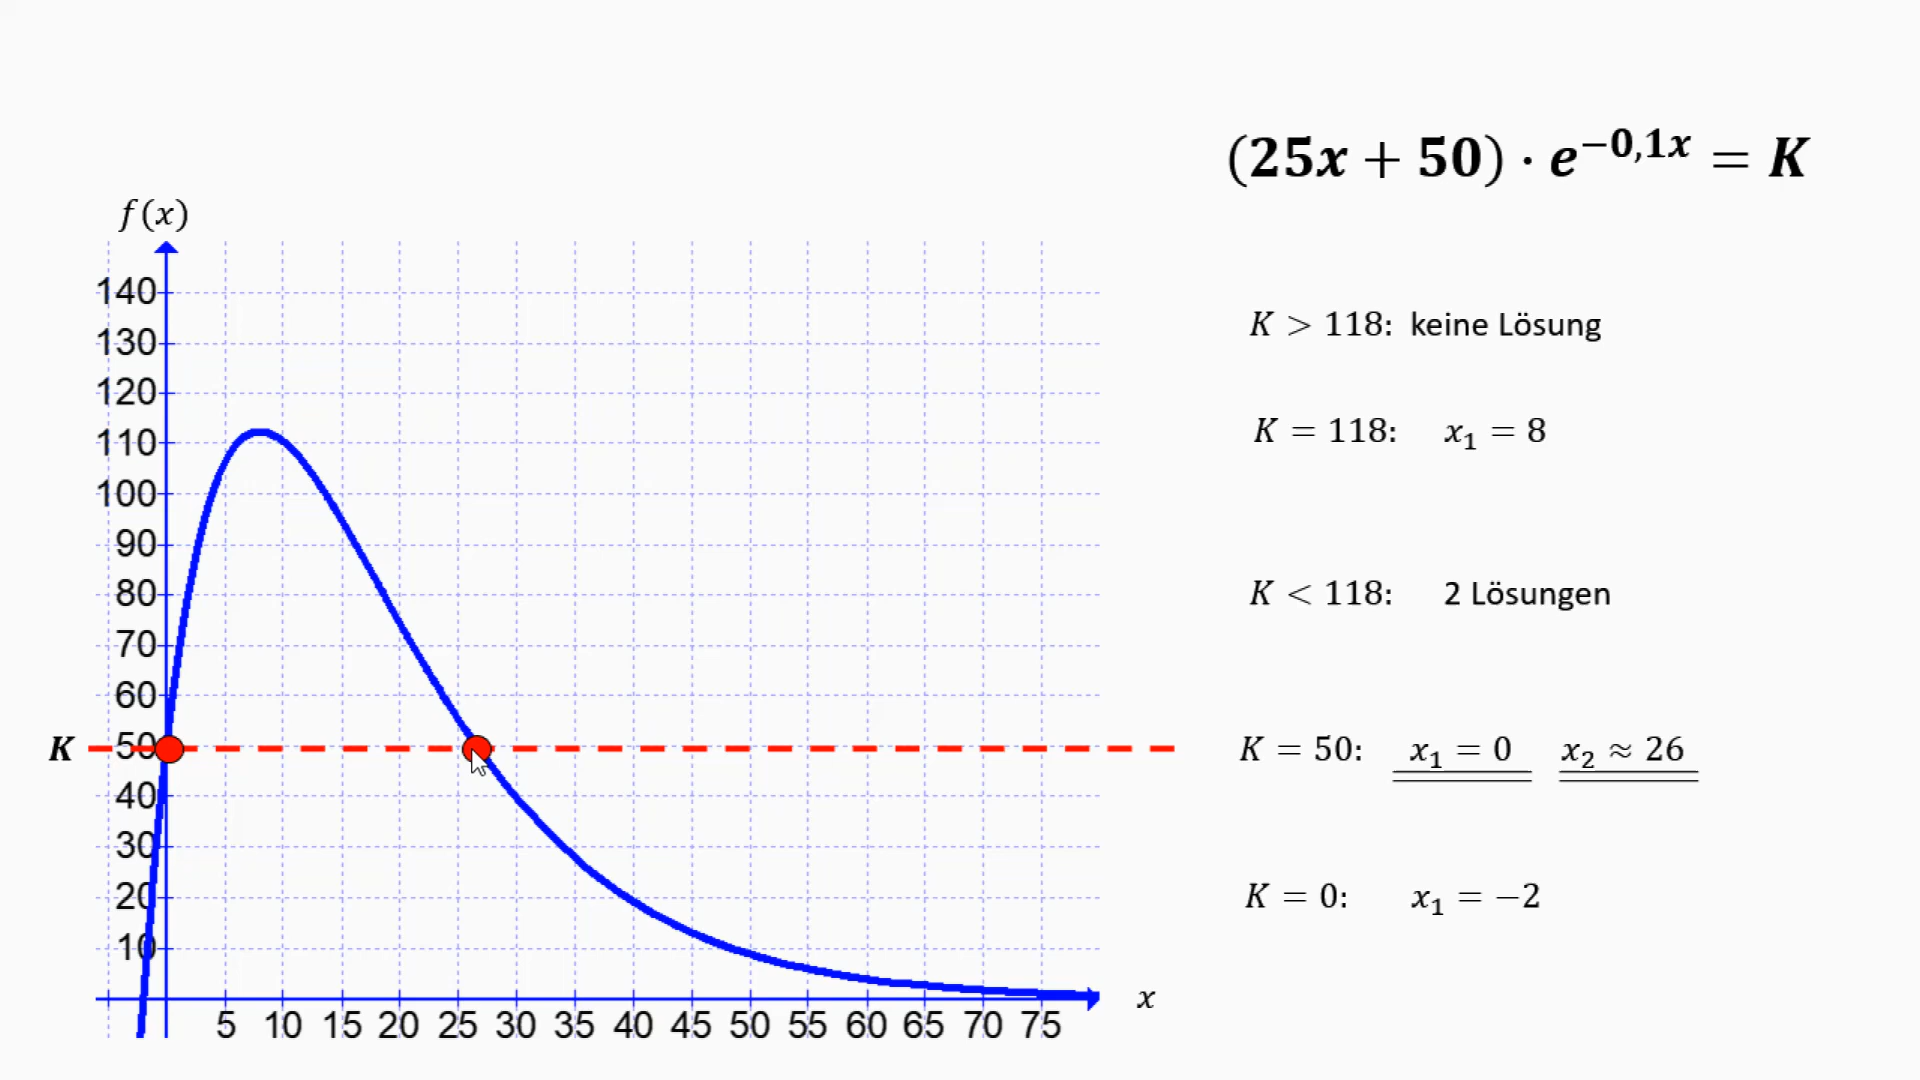 (25x + 50) · e^{−0,1x} = K
f(x)
140
130
120
110
100
90
80
70
60
50
40
30
20
10
K
5 10 15 20 25 30 35 40 45 50 55 60 65 70 75
x
K > 118: keine Lösung
K = 118: x₁ = 8
K < 118: 2 Lösungen
K = 50: x₁ = 0 x₂ ≈ 26
K = 0: x₁ = −2